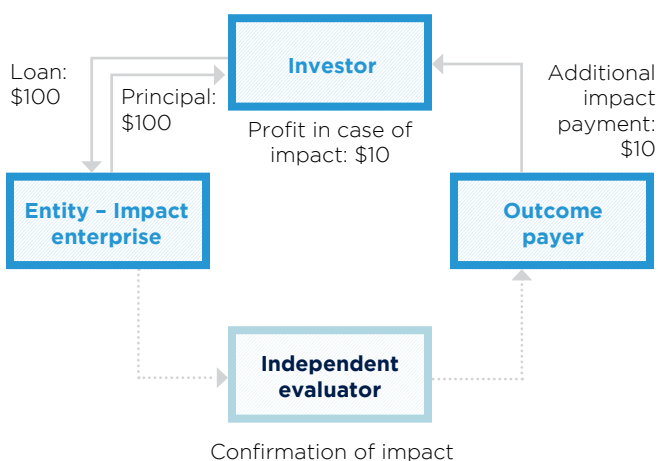 Investor
Loan:
$100
Principal:
$100
Additional
impact
payment:
$10
Profit in case of
impact: $10
Entity – Impact
enterprise
Outcome
payer
Independent
evaluator
Confirmation of impact